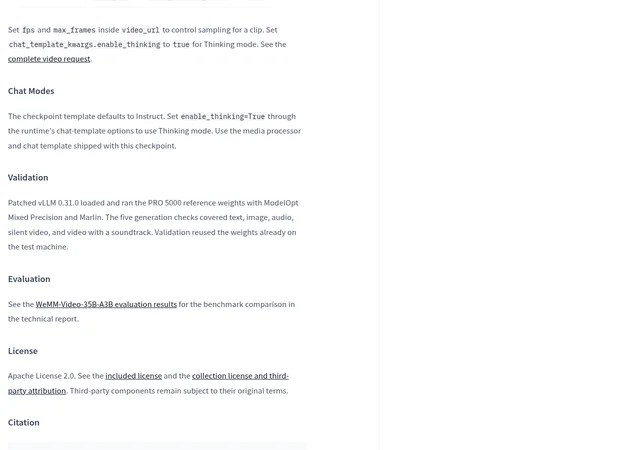 Set fps and max_frames inside video_url to control sampling for a clip. Set
chat_template_kwargs.enable_thinking to true for Thinking mode. See the
complete video request.
Chat Modes
The checkpoint template defaults to Instruct. Set enable_thinking=True through
the runtime's chat-template options to use Thinking mode. Use the media processor
and chat template shipped with this checkpoint.
Validation
Patched vLLM 0.31.0 loaded and ran the PRO 5000 reference weights with ModelOpt
Mixed Precision and Marlin. The five generation checks covered text, image, audio,
silent video, and video with a soundtrack. Validation reused the weights already on
the test machine.
Evaluation
See the WeMM-Video-35B-A3B evaluation results for the benchmark comparison in
the technical report.
License
Apache License 2.0. See the included license and the collection license and third-
party attribution. Third-party components remain subject to their original terms.
Citation